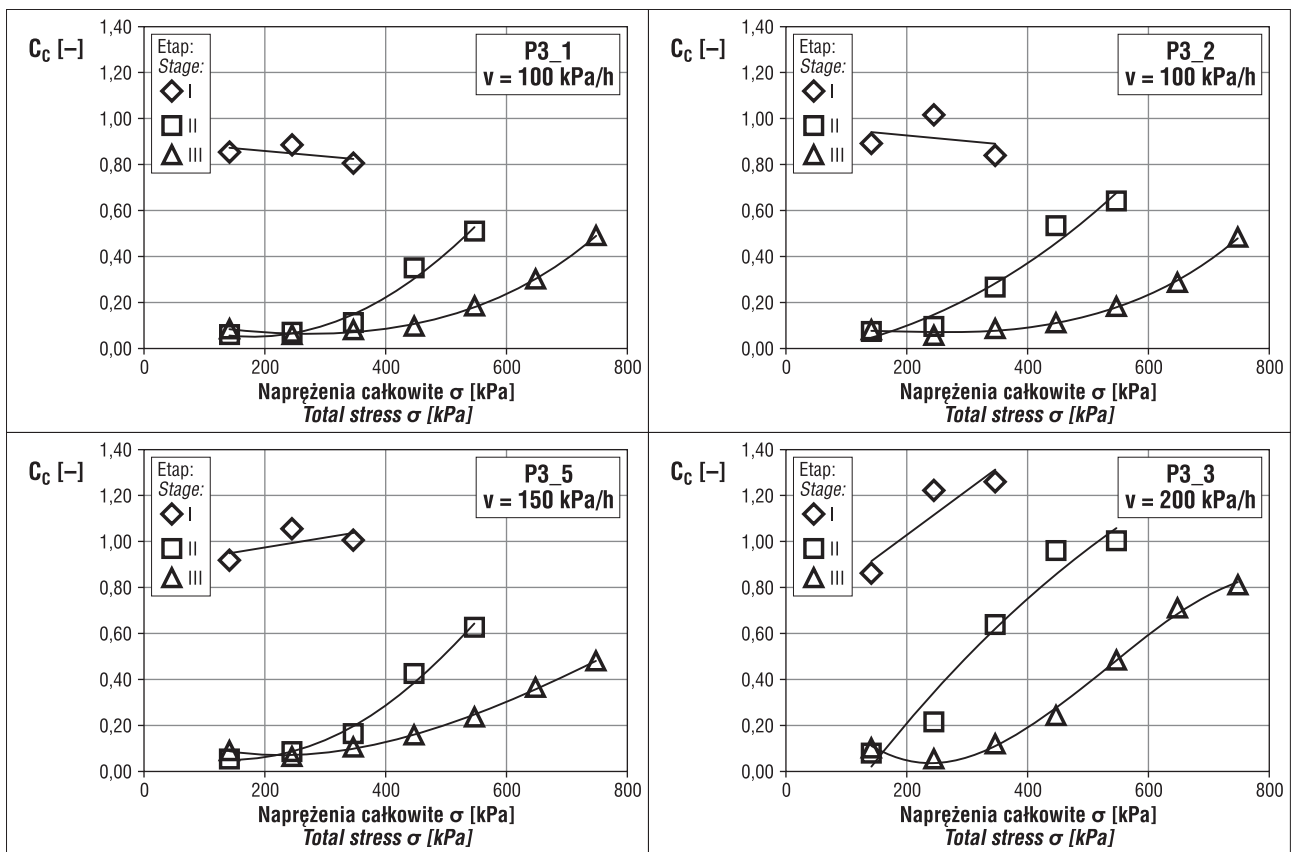 1,40
C_C [–]
Etap:
Stage:
I
II
III
P3_1
v = 100 kPa/h
1,20
1,00
0,80
0,60
0,40
0,20
0,00
0 200 400 600 800
Naprężenia całkowite σ [kPa]
Total stress σ [kPa]
1,40
C_C [–]
Etap:
Stage:
I
II
III
P3_2
v = 100 kPa/h
1,20
1,00
0,80
0,60
0,40
0,20
0,00
0 200 400 600 800
Naprężenia całkowite σ [kPa]
Total stress σ [kPa]
1,40
C_C [–]
Etap:
Stage:
I
II
III
P3_5
v = 150 kPa/h
1,20
1,00
0,80
0,60
0,40
0,20
0,00
0 200 400 600 800
Naprężenia całkowite σ [kPa]
Total stress σ [kPa]
1,40
C_C [–]
Etap:
Stage:
I
II
III
P3_3
v = 200 kPa/h
1,20
1,00
0,80
0,60
0,40
0,20
0,00
0 200 400 600 800
Naprężenia całkowite σ [kPa]
Total stress σ [kPa]